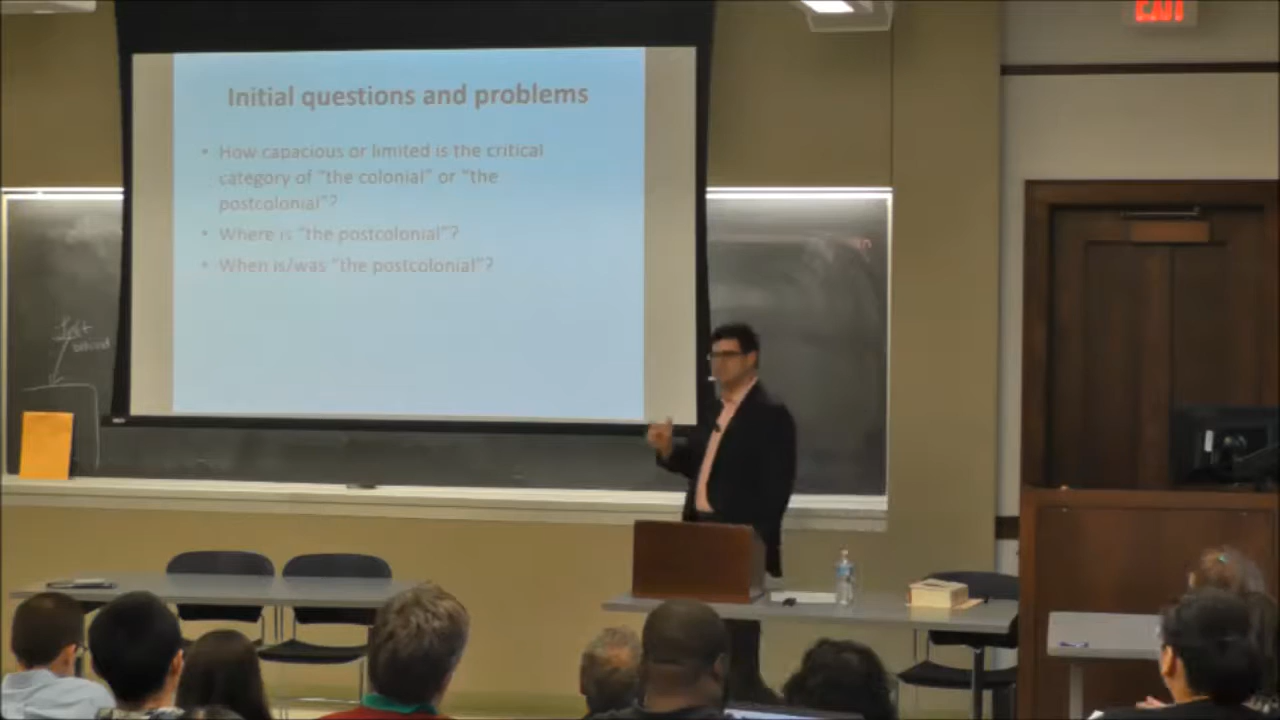 EXIT
Initial questions and problems
• How capacious or limited is the critical
category of "the colonial" or "the
postcolonial"?
• Where is "the postcolonial"?
• When is/was "the postcolonial"?